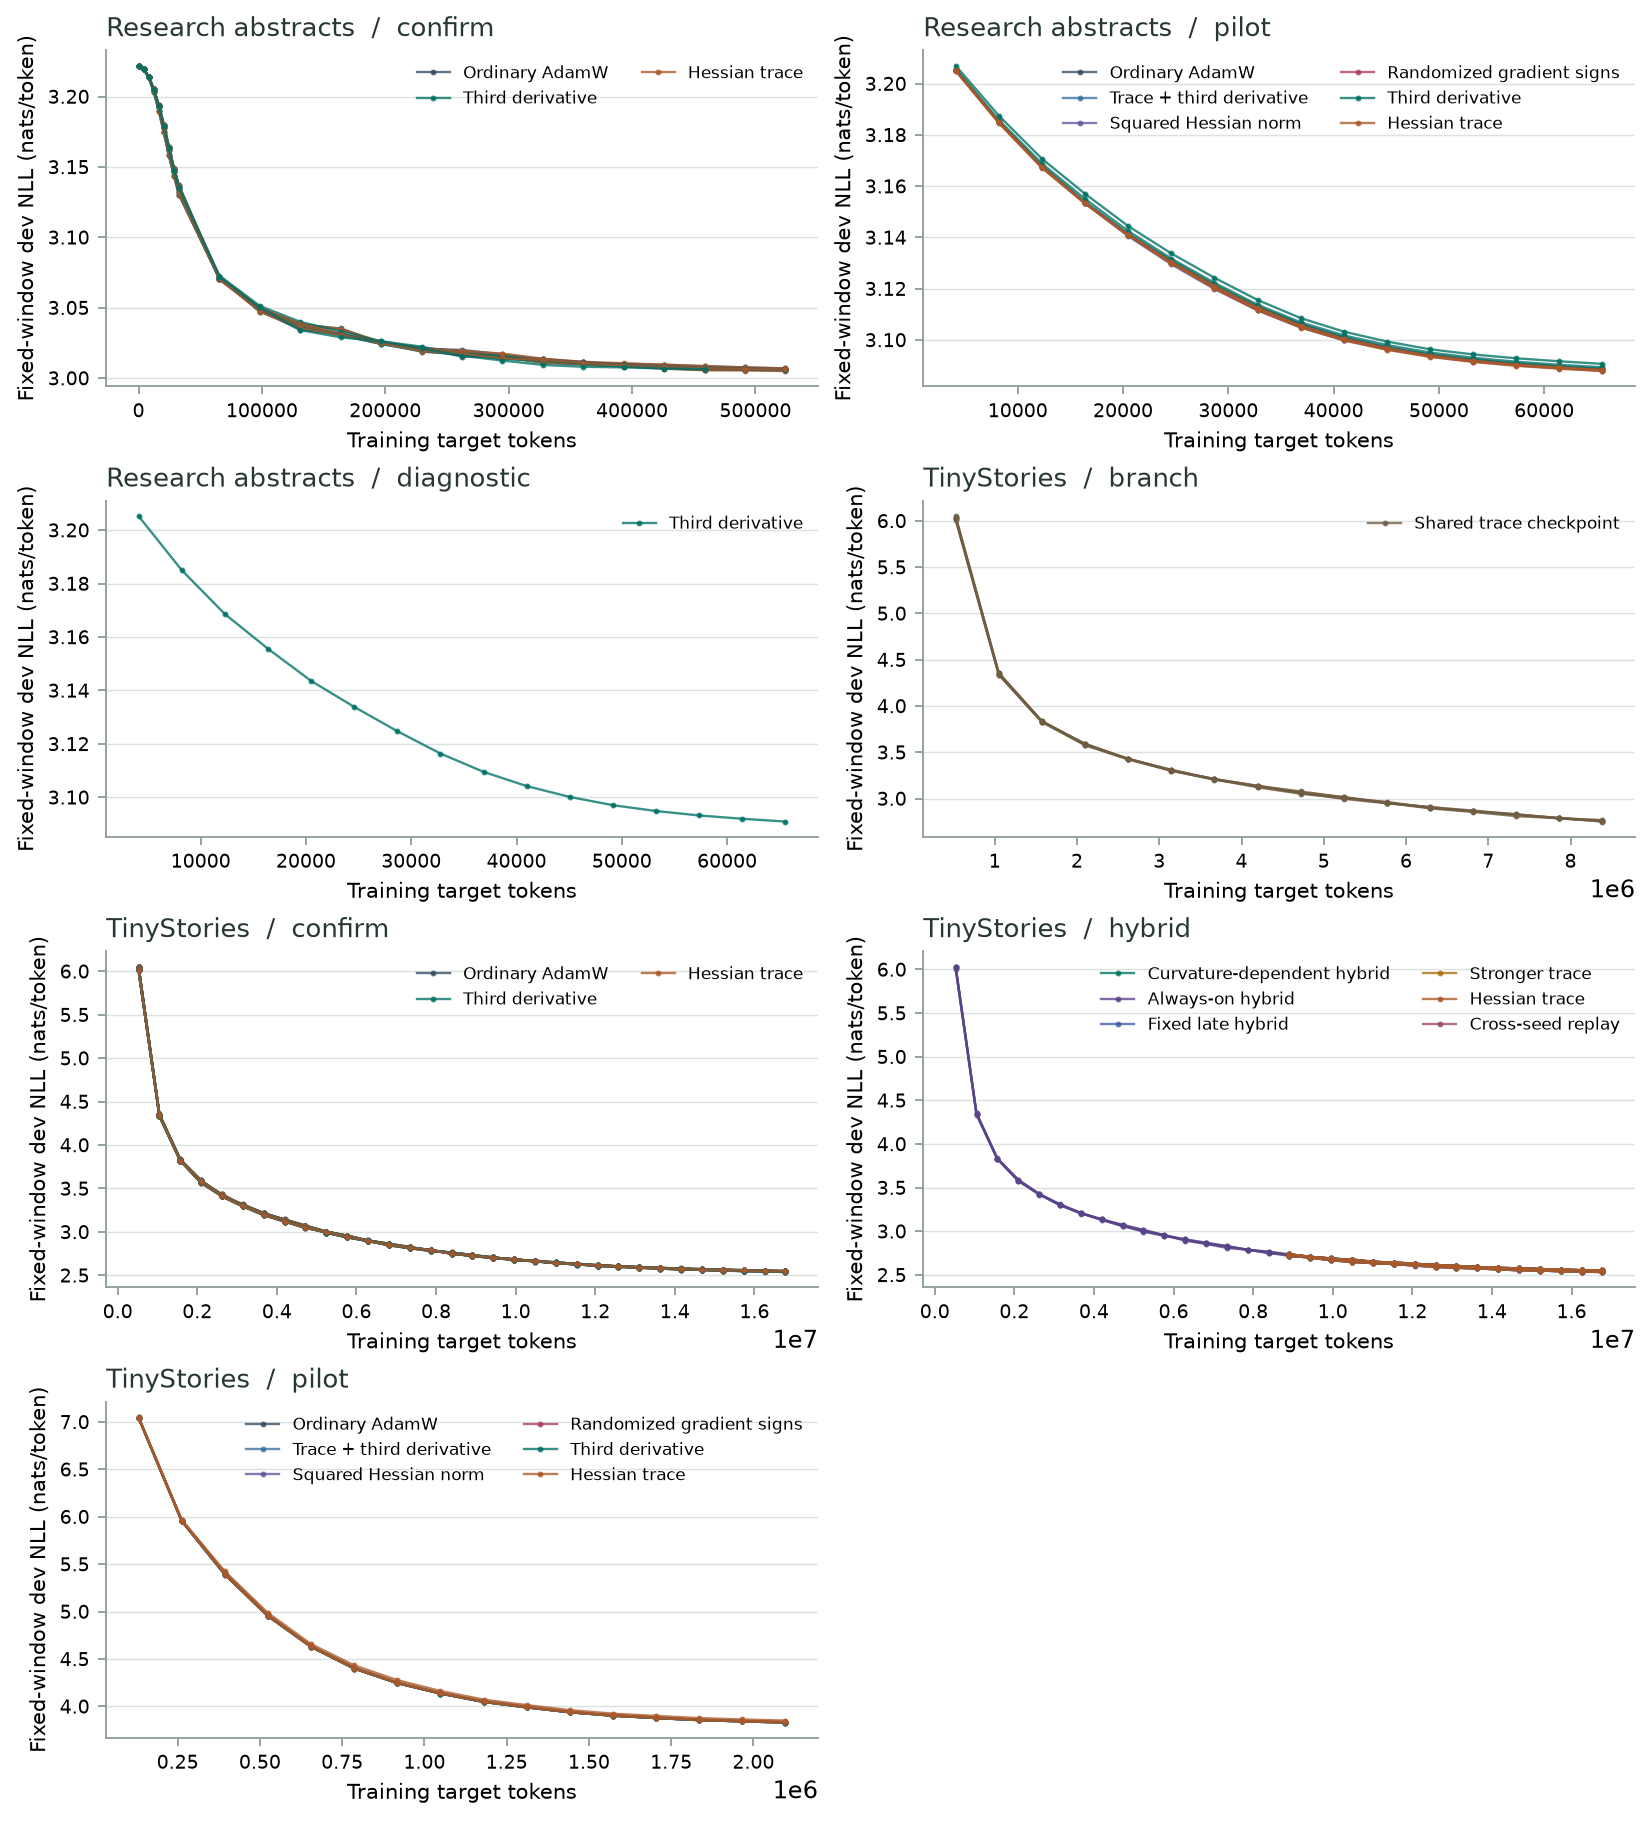 Research abstracts / confirm
Fixed-window dev NLL (nats/token)
3.20
3.15
3.10
3.05
3.00
Ordinary AdamW
Third derivative
Hessian trace
0 100000 200000 300000 400000 500000
Training target tokens
Research abstracts / pilot
Fixed-window dev NLL (nats/token)
3.20
3.18
3.16
3.14
3.12
3.10
Ordinary AdamW
Trace + third derivative
Squared Hessian norm
Randomized gradient signs
Third derivative
Hessian trace
10000 20000 30000 40000 50000 60000
Training target tokens
Research abstracts / diagnostic
Fixed-window dev NLL (nats/token)
3.20
3.18
3.16
3.14
3.12
3.10
Third derivative
10000 20000 30000 40000 50000 60000
Training target tokens
TinyStories / branch
Fixed-window dev NLL (nats/token)
6.0
5.5
5.0
4.5
4.0
3.5
3.0
Shared trace checkpoint
1 2 3 4 5 6 7 8
Training target tokens
1e6
TinyStories / confirm
Fixed-window dev NLL (nats/token)
6.0
5.5
5.0
4.5
4.0
3.5
3.0
2.5
Ordinary AdamW
Third derivative
Hessian trace
0.0 0.2 0.4 0.6 0.8 1.0 1.2 1.4 1.6
Training target tokens
1e7
TinyStories / hybrid
Fixed-window dev NLL (nats/token)
6.0
5.5
5.0
4.5
4.0
3.5
3.0
2.5
Curvature-dependent hybrid
Always-on hybrid
Fixed late hybrid
Stronger trace
Hessian trace
Cross-seed replay
0.0 0.2 0.4 0.6 0.8 1.0 1.2 1.4 1.6
Training target tokens
1e7
TinyStories / pilot
Fixed-window dev NLL (nats/token)
7.0
6.5
6.0
5.5
5.0
4.5
4.0
Ordinary AdamW
Trace + third derivative
Squared Hessian norm
Randomized gradient signs
Third derivative
Hessian trace
0.25 0.50 0.75 1.00 1.25 1.50 1.75 2.00
Training target tokens
1e6